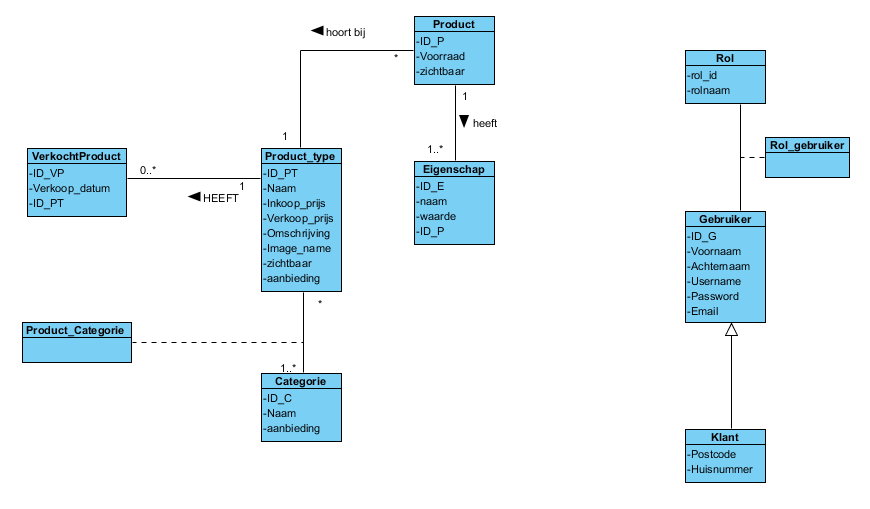 Product
-ID_P
-Voorraad
-zichtbaar
hoort bij
*
1
1
heeft
1..*
Eigenschap
-ID_E
-naam
-waarde
-ID_P
Product_type
-ID_PT
-Naam
-Inkoop_prijs
-Verkoop_prijs
-Omschrijving
-Image_name
-zichtbaar
-aanbieding
VerkochtProduct
-ID_VP
-Verkoop_datum
-ID_PT
0..*
1
HEEFT
*
Product_Categorie
1..*
Categorie
-ID_C
-Naam
-aanbieding
Rol
-rol_id
-rolnaam
Rol_gebruiker
Gebruiker
-ID_G
-Voornaam
-Achternaam
-Username
-Password
-Email
Klant
-Postcode
-Huisnummer